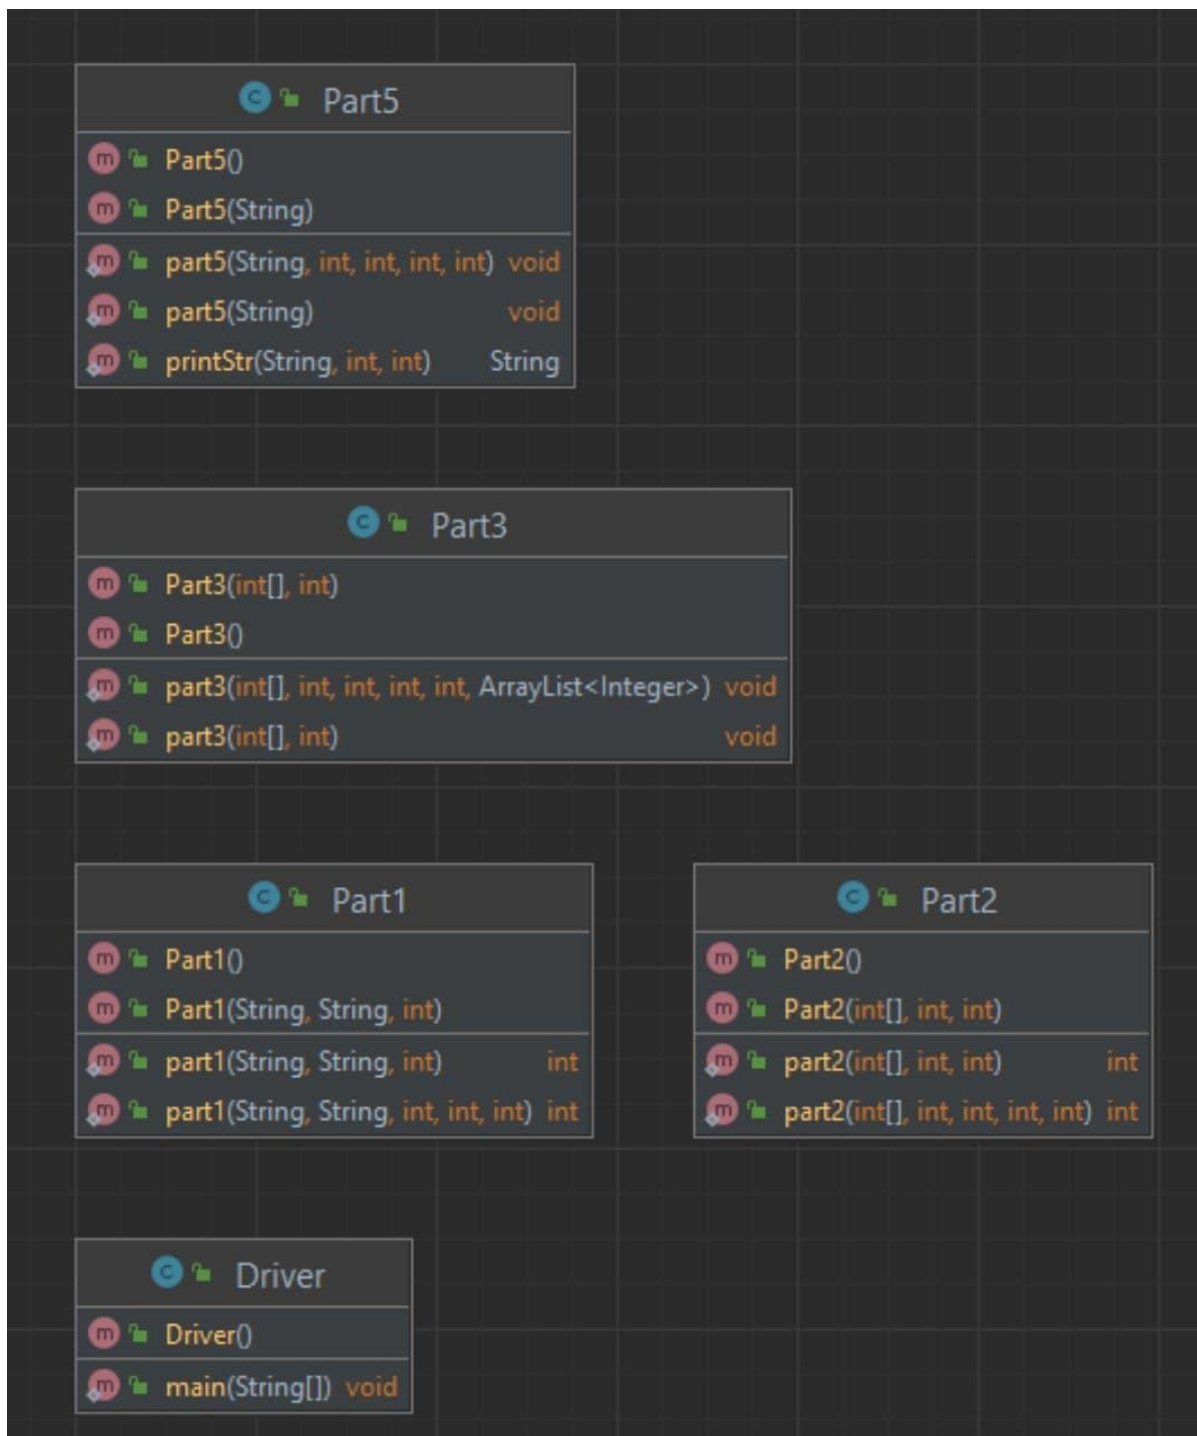 Part5
Part5()
Part5(String)
part5(String, int, int, int, int) void
part5(String) void
printStr(String, int, int) String
Part3
Part3(int[], int)
Part3()
part3(int[], int, int, int, int, ArrayList<Integer>) void
part3(int[], int) void
Part1
Part1()
Part1(String, String, int)
part1(String, String, int) int
part1(String, String, int, int, int) int
Part2
Part2()
Part2(int[], int, int)
part2(int[], int, int) int
part2(int[], int, int, int, int) int
Driver
Driver()
main(String[]) void